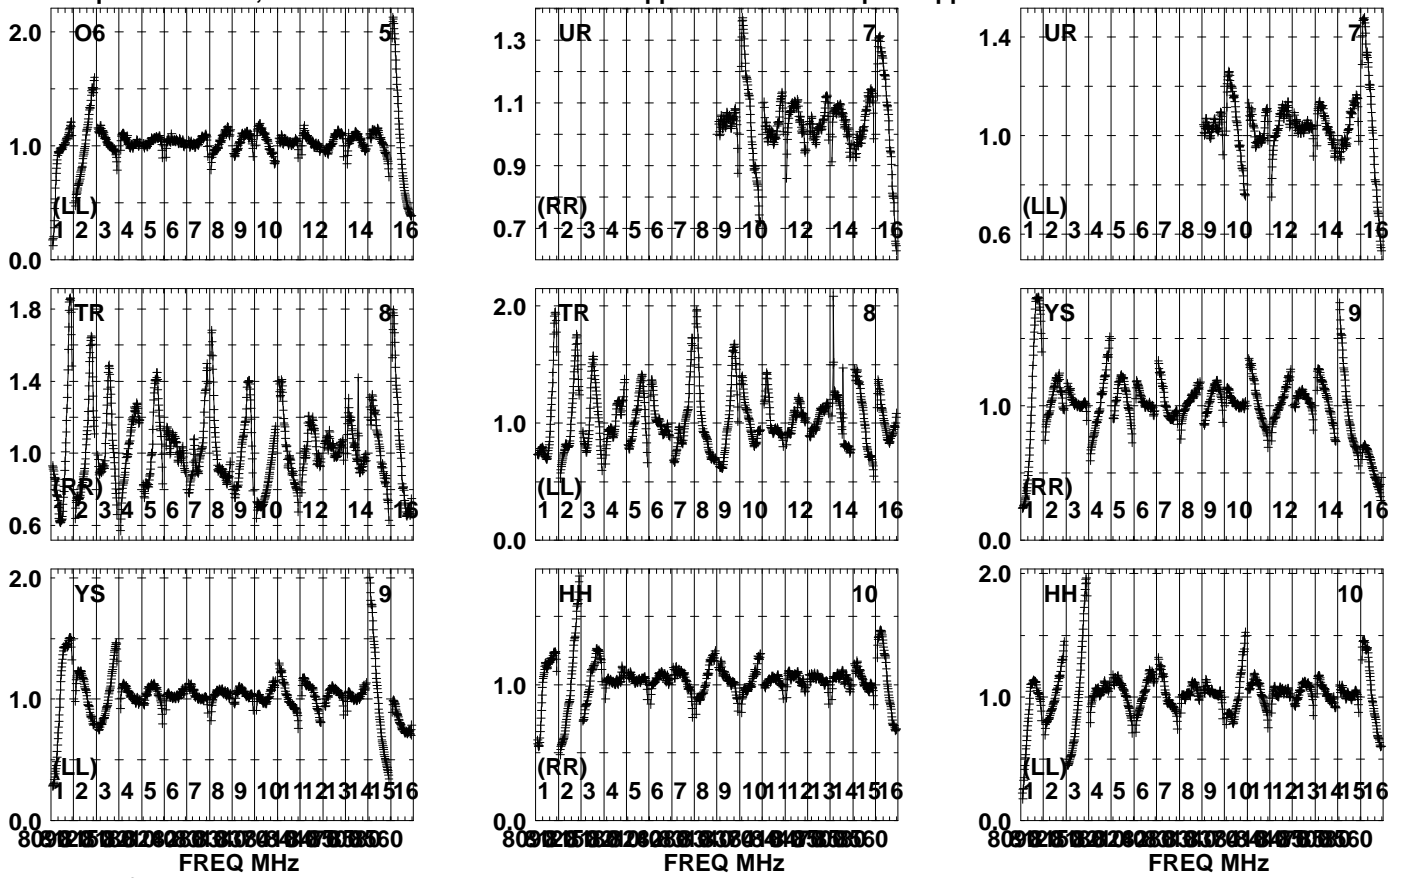 2.0 O6 5
1.0
(LL)
1 2 3 4 5 6 7 8 9 10 12 14 16
0.0
1.3 UR 7
1.1
0.9
(RR)
0.7 1 2 3 4 5 6 7 8 9 10 12 14 16
1.4 UR 7
1.0
(LL)
0.6 1 2 3 4 5 6 7 8 9 10 12 14 16
1.8 TR 8
1.4
1.0
(RR)
0.6 2 3 4 5 6 7 8 9 10 12 14 16
2.0 TR 8
1.0
(LL)
1 2 3 4 5 6 7 8 9 10 12 14 16
0.0
YS 9
1.0
(RR)
1 2 3 4 5 6 7 8 9 10 12 14 16
0.0
2.0 YS 9
1.0
(LL)
1 2 3 4 5 6 7 8 9 10 11 12 13 14 15 16
0.0
FREQ MHz
HH 10
1.0
(RR)
1 2 3 4 5 6 7 8 9 10 11 12 13 14 15 16
0.0
FREQ MHz
2.0 HH 10
1.0
(LL)
1 2 3 4 5 6 7 8 9 10 11 12 13 14 15 16
0.0
FREQ MHz